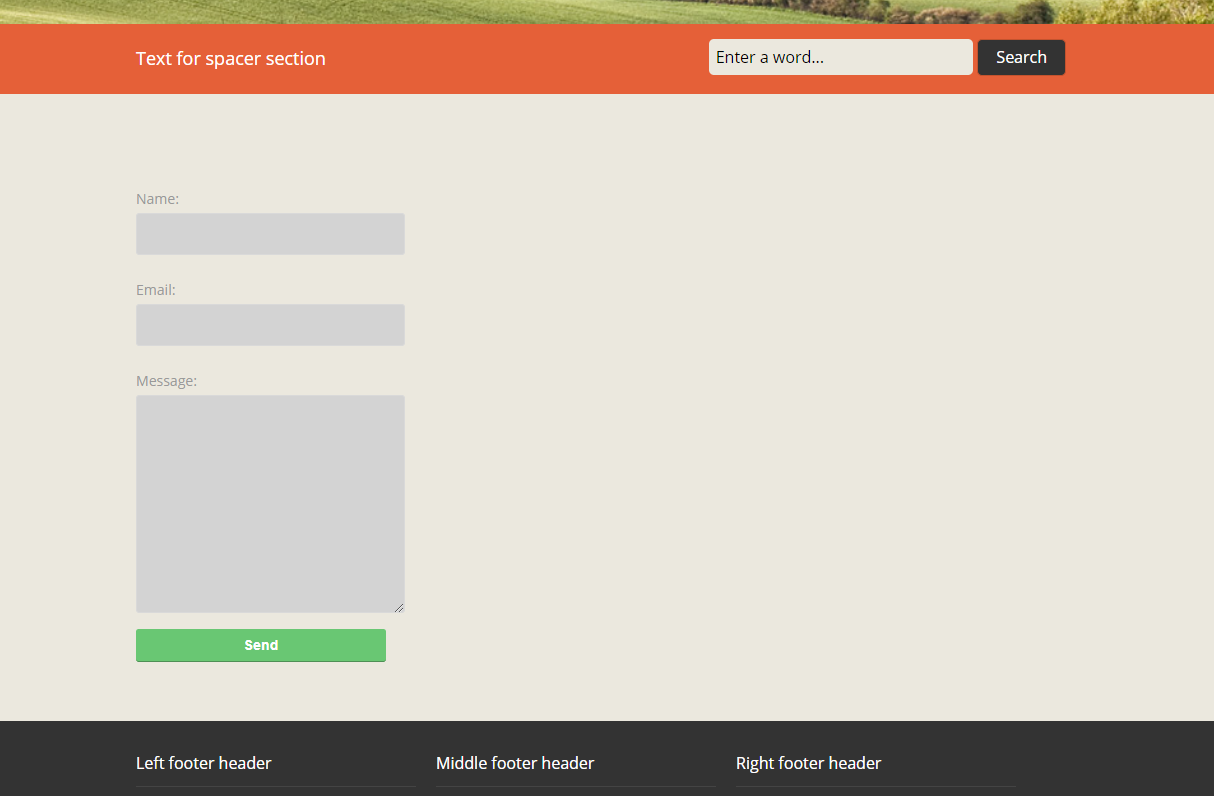 Text for spacer section
Enter a word...
Search
Name:
Email:
Message:
Send
Left footer header
Middle footer header
Right footer header